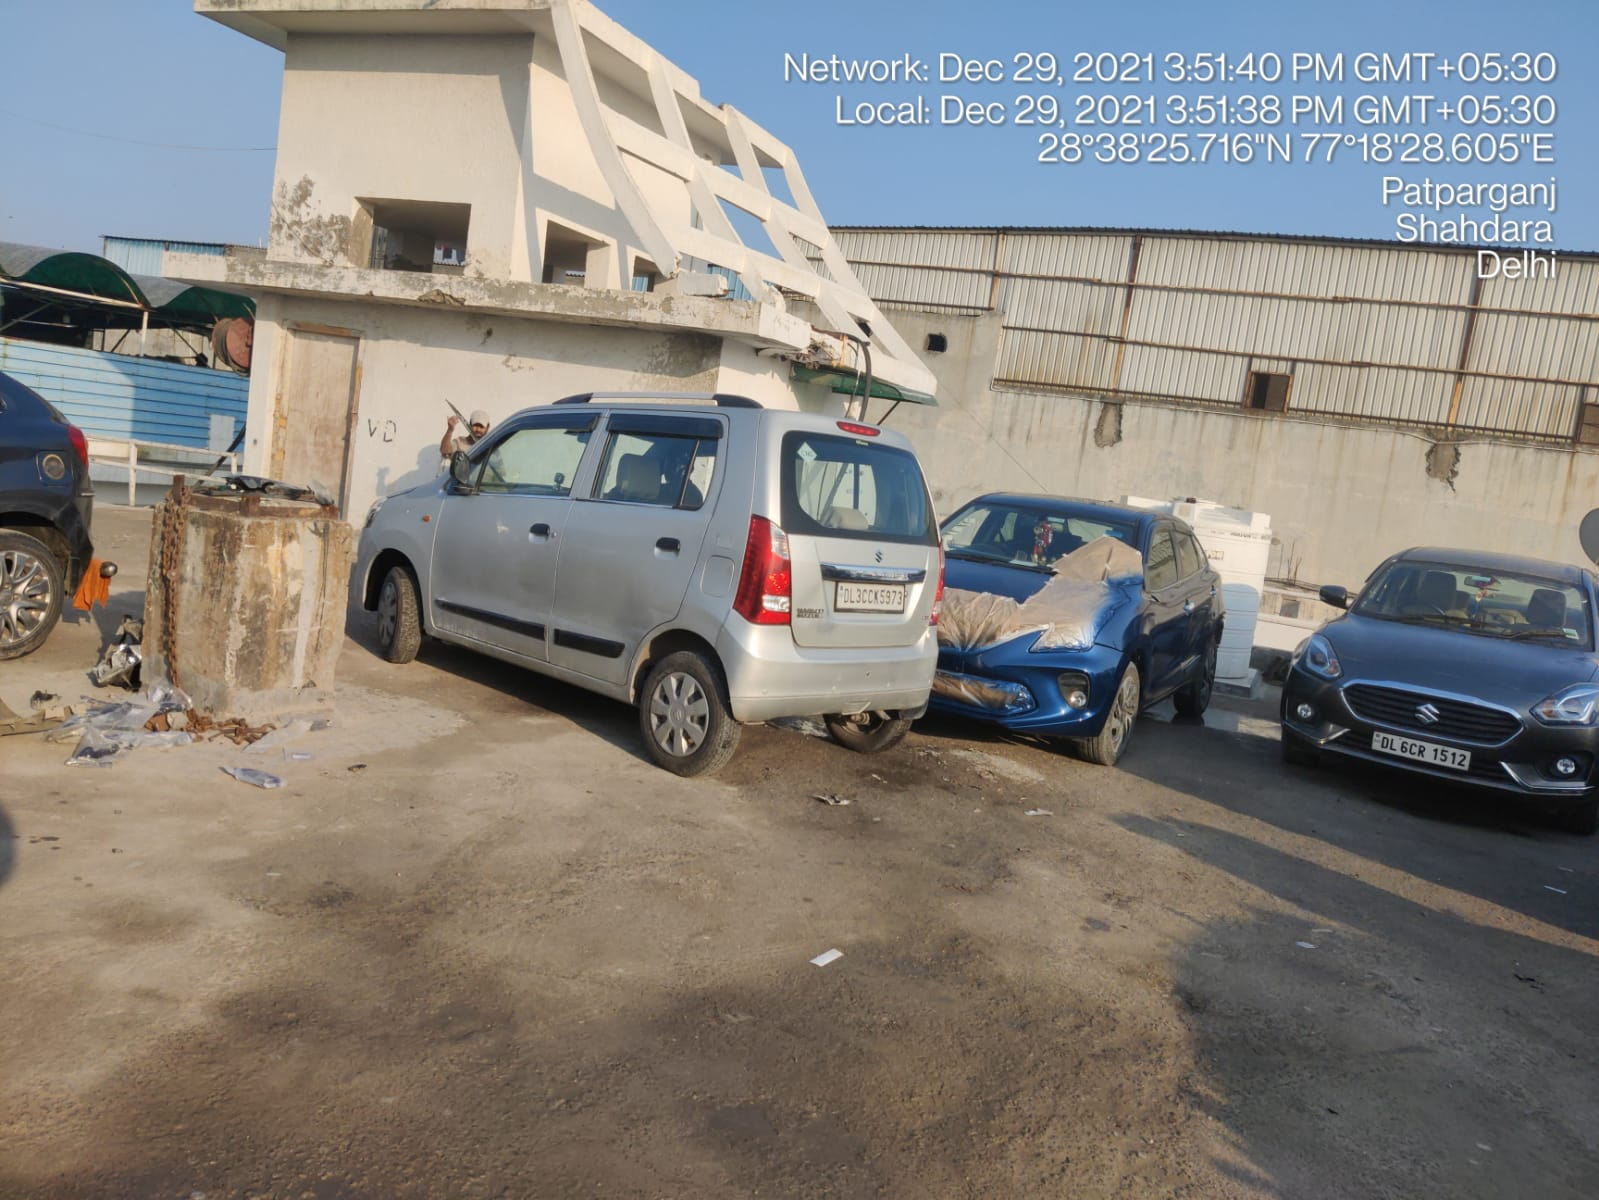 Network: Dec 29, 2021 3:51:40 PM GMT+05:30
Local: Dec 29, 2021 3:51:38 PM GMT+05:30
28°38'25.716"N 77°18'28.605"E
Patparganj
Shahdara
Delhi
VD
DL3CCK5973
DL 6CR 1512